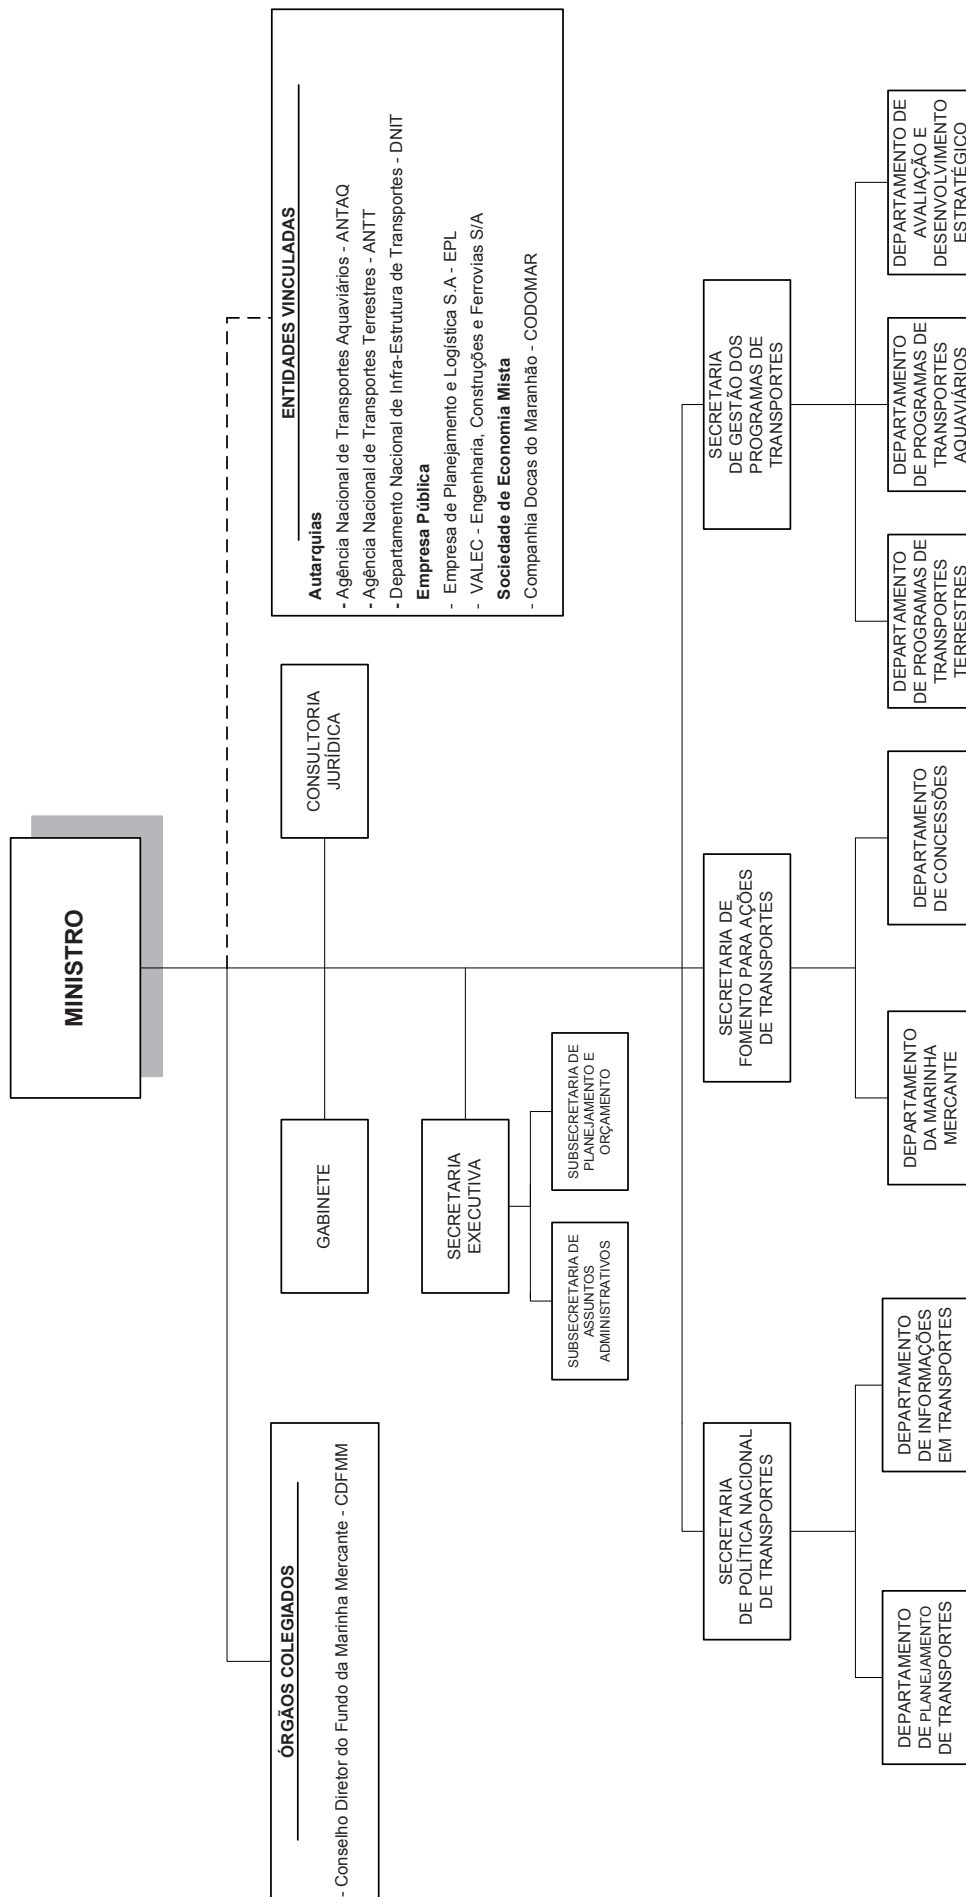 MINISTRO
ÓRGÃOS COLEGIADOS
- Conselho Diretor do Fundo da Marinha Mercante - CDFMM
ENTIDADES VINCULADAS
Autarquias
- Agência Nacional de Transportes Aquaviários - ANTAQ
- Agência Nacional de Transportes Terrestres - ANTT
- Departamento Nacional de Infra-Estrutura de Transportes - DNIT
Empresa Pública
- Empresa de Planejamento e Logística S.A - EPL
- VALEC - Engenharia, Construções e Ferrovias S/A
Sociedade de Economia Mista
- Companhia Docas do Maranhão - CODOMAR
GABINETE
CONSULTORIA
JURÍDICA
SECRETARIA
EXECUTIVA
SUBSECRETARIA DE
ASSUNTOS
ADMINISTRATIVOS
SUBSECRETARIA DE
PLANEJAMENTO E
ORÇAMENTO
SECRETARIA
DE POLÍTICA NACIONAL
DE TRANSPORTES
SECRETARIA DE
FOMENTO PARA AÇÕES
DE TRANSPORTES
SECRETARIA
DE GESTÃO DOS
PROGRAMAS DE
TRANSPORTES
DEPARTAMENTO
DE PLANEJAMENTO
DE TRANSPORTES
DEPARTAMENTO
DE INFORMAÇÕES
EM TRANSPORTES
DEPARTAMENTO
DA MARINHA
MERCANTE
DEPARTAMENTO
DE CONCESSÕES
DEPARTAMENTO
DE PROGRAMAS DE
TRANSPORTES
TERRESTRES
DEPARTAMENTO
DE PROGRAMAS DE
TRANSPORTES
AQUAVIÁRIOS
DEPARTAMENTO DE
AVALIAÇÃO E
DESENVOLVIMENTO
ESTRATÉGICO